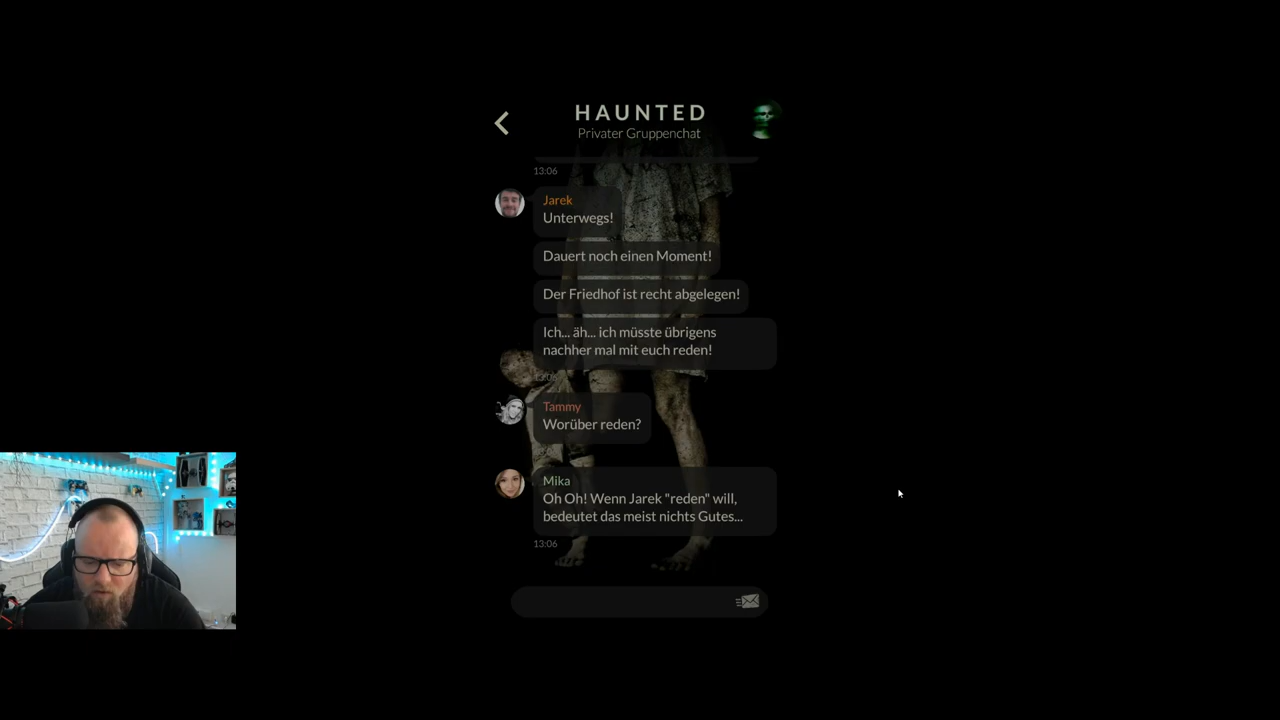 HAUNTED
Privater Gruppenchat
13:06
Jarek
Unterwegs!
Dauert noch einen Moment!
Der Friedhof ist recht abgelegen!
Ich... äh... ich müsste übrigens
nachher mal mit euch reden!
13:06
Tammy
Worüber reden?
Mika
Oh Oh! Wenn Jarek "reden" will,
bedeutet das meist nichts Gutes...
13:06